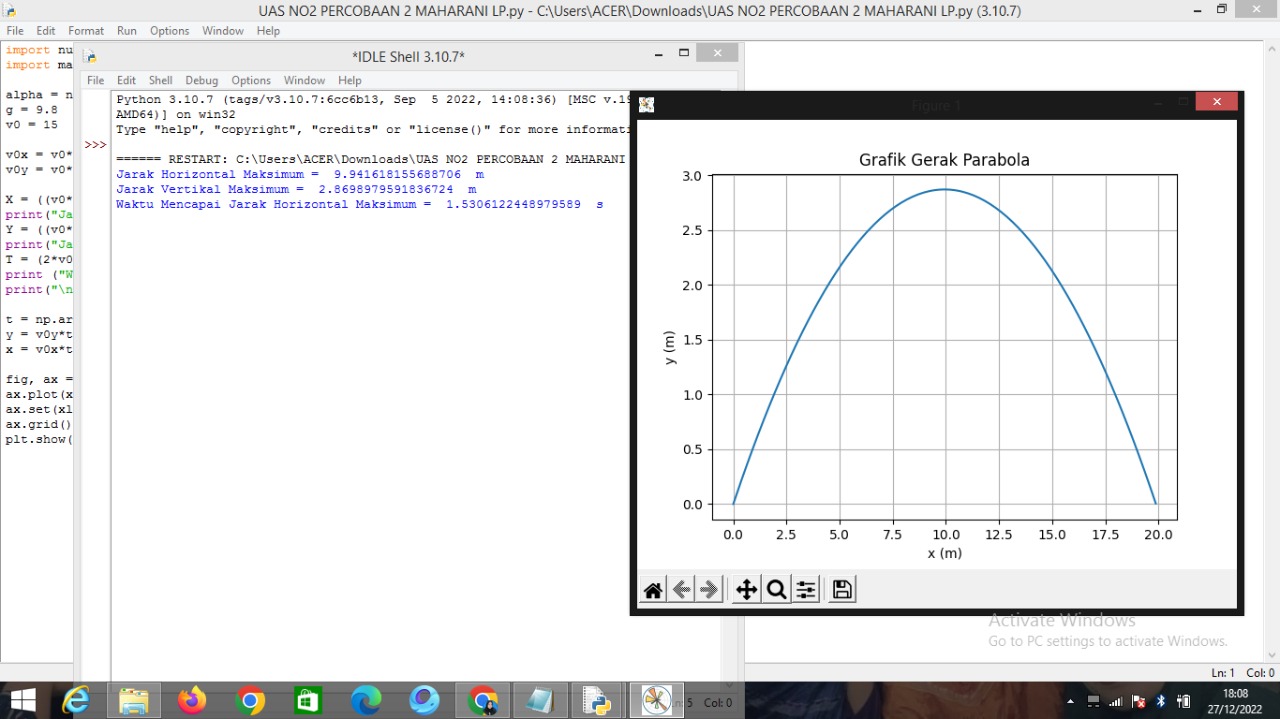 UAS NO2 PERCOBAAN 2 MAHARANI LP.py - C:\Users\ACER\Downloads\UAS NO2 PERCOBAAN 2 MAHARANI LP.py (3.10.7)
File Edit Format Run Options Window Help
import nu
import ma
alpha = n
g = 9.8
v0 = 15
v0x = v0*
v0y = v0*
X = ((v0*
print("Ja
Y = ((v0*
print("Ja
T = (2*v0
print ("W
print("\n
t = np.ar
y = v0y*t
x = v0x*t
fig, ax =
ax.plot(x
ax.set(xl
ax.grid()
plt.show(
*IDLE Shell 3.10.7*
File Edit Shell Debug Options Window Help
Python 3.10.7 (tags/v3.10.7:6cc6b13, Sep 5 2022, 14:08:36) [MSC v.19
AMD64)] on win32
Type "help", "copyright", "credits" or "license()" for more informati
>>>
====== RESTART: C:\Users\ACER\Downloads\UAS NO2 PERCOBAAN 2 MAHARANI
Jarak Horizontal Maksimum = 9.941618155688706 m
Jarak Vertikal Maksimum = 2.8698979591836724 m
Waktu Mencapai Jarak Horizontal Maksimum = 1.5306122448979589 s
Figure 1
Grafik Gerak Parabola
3.0
2.5
2.0
1.5
1.0
0.5
0.0
y (m)
0.0 2.5 5.0 7.5 10.0 12.5 15.0 17.5 20.0
x (m)
Activate Windows
Go to PC settings to activate Windows.
Ln: 1 Col: 0
Ln: 5 Col: 0
18:08
27/12/2022